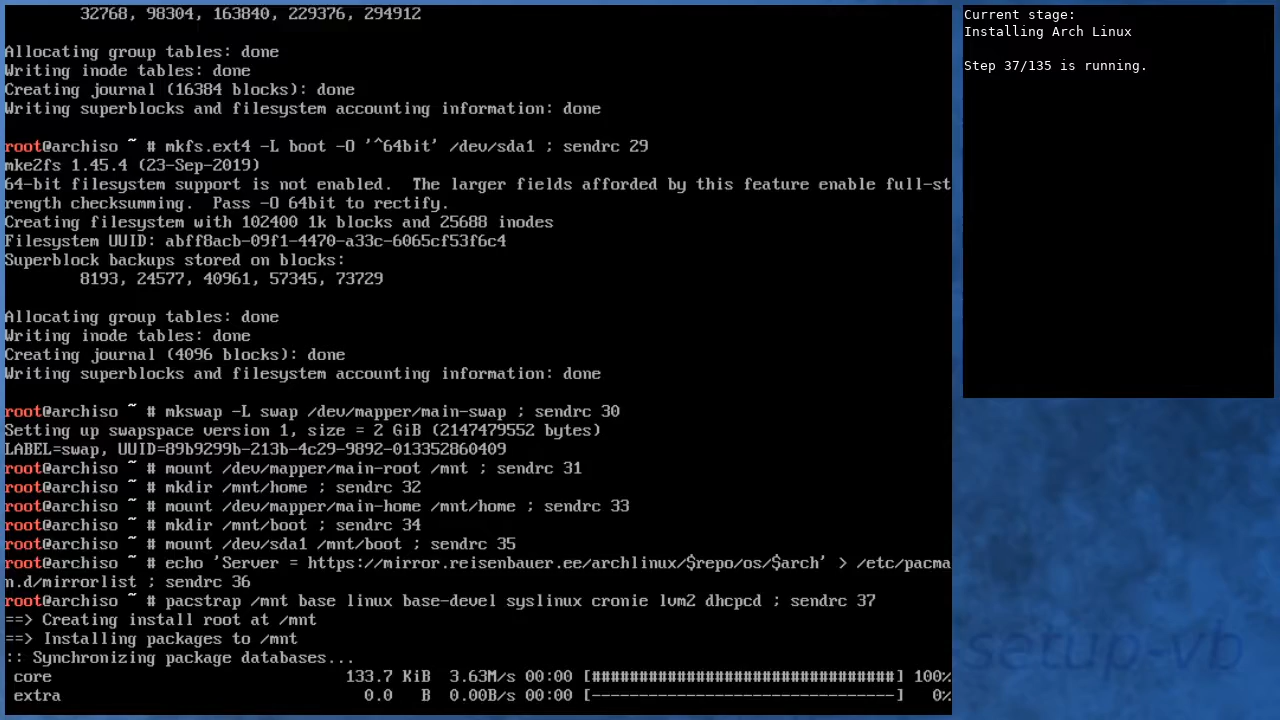 32768, 98304, 163840, 229376, 294912
Allocating group tables: done
Writing inode tables: done
Creating journal (16384 blocks): done
Writing superblocks and filesystem accounting information: done
root@archiso ~ # mkfs.ext4 -L boot -O '^64bit' /dev/sda1 ; sendrc 29
mke2fs 1.45.4 (23-Sep-2019)
64-bit filesystem support is not enabled.  The larger fields afforded by this feature enable full-st
rength checksumming.  Pass -O 64bit to rectify.
Creating filesystem with 102400 1k blocks and 25688 inodes
Filesystem UUID: abff8acb-09f1-4470-a33c-6065cf53f6c4
Superblock backups stored on blocks:
8193, 24577, 40961, 57345, 73729
Allocating group tables: done
Writing inode tables: done
Creating journal (4096 blocks): done
Writing superblocks and filesystem accounting information: done
root@archiso ~ # mkswap -L swap /dev/mapper/main-swap ; sendrc 30
Setting up swapspace version 1, size = 2 GiB (2147479552 bytes)
LABEL=swap, UUID=89b9299b-213b-4c29-9892-013352860409
root@archiso ~ # mount /dev/mapper/main-root /mnt ; sendrc 31
root@archiso ~ # mkdir /mnt/home ; sendrc 32
root@archiso ~ # mount /dev/mapper/main-home /mnt/home ; sendrc 33
root@archiso ~ # mkdir /mnt/boot ; sendrc 34
root@archiso ~ # mount /dev/sda1 /mnt/boot ; sendrc 35
root@archiso ~ # echo 'Server = https://mirror.reisenbauer.ee/archlinux/$repo/os/$arch' > /etc/pacma
n.d/mirrorlist ; sendrc 36
root@archiso ~ # pacstrap /mnt base linux base-devel syslinux cronie lvm2 dhcpcd ; sendrc 37
==> Creating install root at /mnt
==> Installing packages to /mnt
:: Synchronizing package databases...
core 133.7 KiB 3.63M/s 00:00 [################################] 100%
extra 0.0 B 0.00B/s 00:00 [--------------------------------] 0%
Current stage:
Installing Arch Linux
Step 37/135 is running.
setup-vb